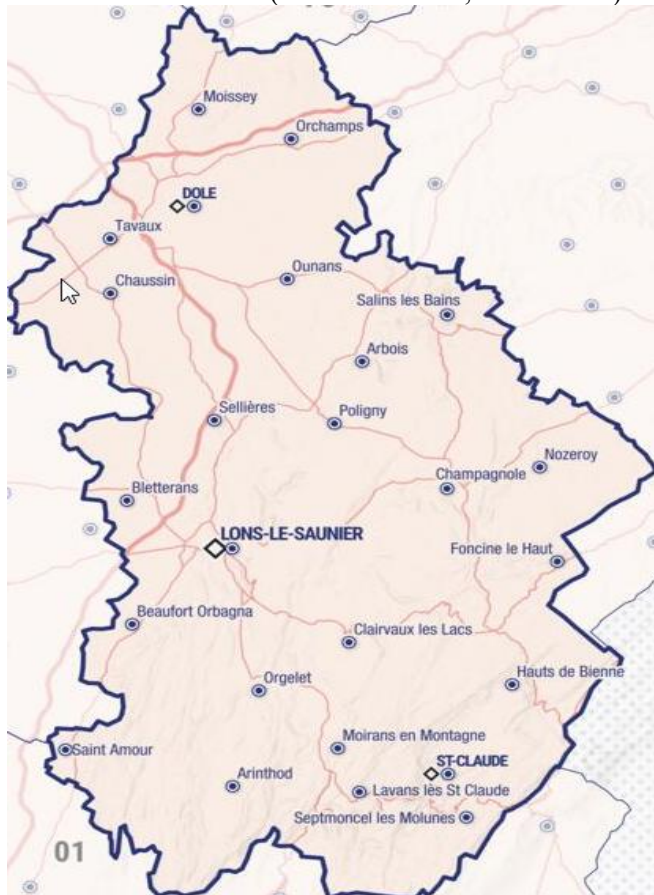 Moissey
Orchamps
DOLE
Tavaux
Ounans
Chaussin
Salins les Bains
Arbois
Sellières
Poligny
Nozeroy
Champagnole
Bletterans
LONS-LE-SAUNIER
Foncine le Haut
Beaufort Orbagna
Clairvaux les Lacs
Hauts de Bienne
Orgelet
Moirans en Montagne
Saint Amour
ST-CLAUDE
Arinthod
Lavans lès St Claude
Septmoncel les Molunes
01